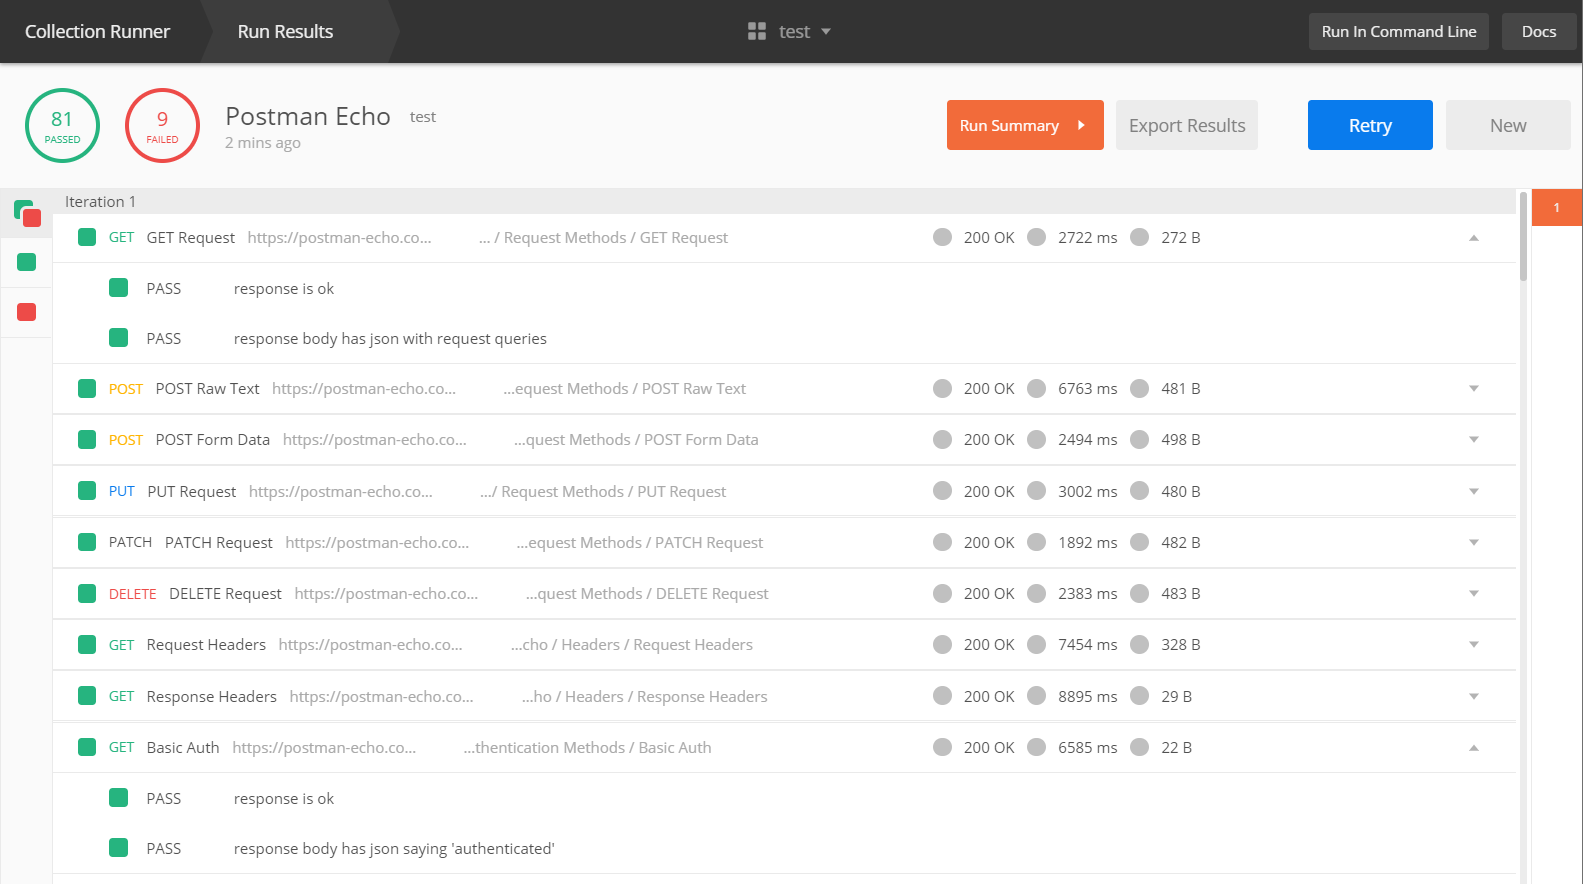 Collection Runner Run Results test Run In Command Line Docs
81 PASSED 9 FAILED Postman Echo test
2 mins ago
Run Summary Export Results Retry New
Iteration 1 1
GET GET Request https://postman-echo.co... ... / Request Methods / GET Request 200 OK 2722 ms 272 B
PASS response is ok
PASS response body has json with request queries
POST POST Raw Text https://postman-echo.co... ...equest Methods / POST Raw Text 200 OK 6763 ms 481 B
POST POST Form Data https://postman-echo.co... ...quest Methods / POST Form Data 200 OK 2494 ms 498 B
PUT PUT Request https://postman-echo.co... .../ Request Methods / PUT Request 200 OK 3002 ms 480 B
PATCH PATCH Request https://postman-echo.co... ...equest Methods / PATCH Request 200 OK 1892 ms 482 B
DELETE DELETE Request https://postman-echo.co... ...quest Methods / DELETE Request 200 OK 2383 ms 483 B
GET Request Headers https://postman-echo.co... ...cho / Headers / Request Headers 200 OK 7454 ms 328 B
GET Response Headers https://postman-echo.co... ...ho / Headers / Response Headers 200 OK 8895 ms 29 B
GET Basic Auth https://postman-echo.co... ...thentication Methods / Basic Auth 200 OK 6585 ms 22 B
PASS response is ok
PASS response body has json saying 'authenticated'